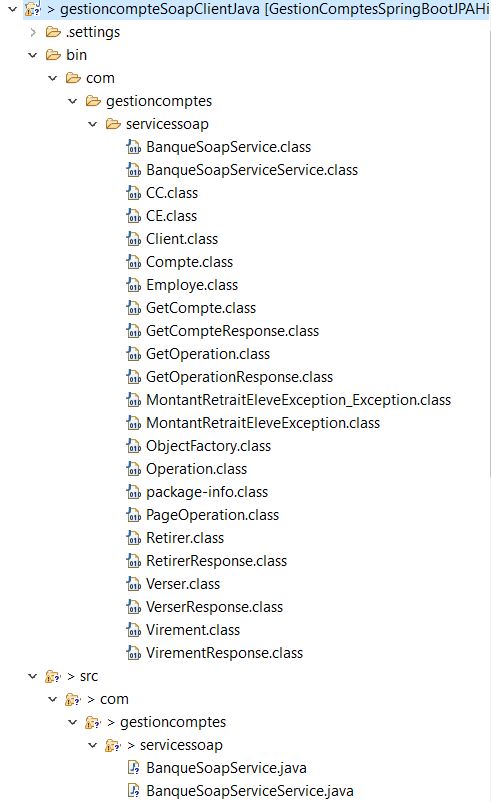 > gestioncompteSoapClientJava [GestionComptesSpringBootJPAHi
.settings
bin
com
gestioncomptes
servicessoap
BanqueSoapService.class
BanqueSoapServiceService.class
CC.class
CE.class
Client.class
Compte.class
Employe.class
GetCompte.class
GetCompteResponse.class
GetOperation.class
GetOperationResponse.class
MontantRetraitEleveException_Exception.class
MontantRetraitEleveException.class
ObjectFactory.class
Operation.class
package-info.class
PageOperation.class
Retirer.class
RetirerResponse.class
Verser.class
VerserResponse.class
Virement.class
VirementResponse.class
> src
> com
> gestioncomptes
> servicessoap
BanqueSoapService.java
BanqueSoapServiceService.java